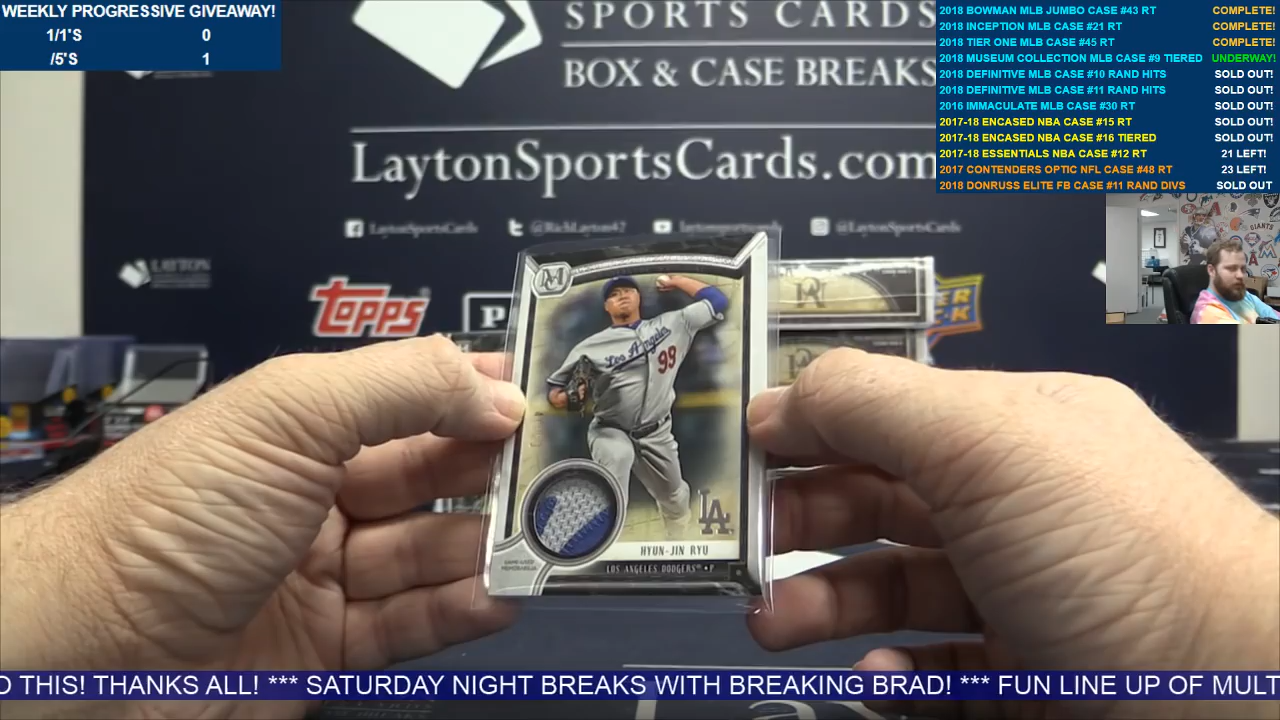 WEEKLY PROGRESSIVE GIVEAWAY!
1/1'S 0
/5'S 1
SPORTS CARDS
BOX & CASE BREAKS
LaytonSportsCards.com
LaytonSportsCards @RickLayton47 laytonsportscards @LaytonSportsCards
LAYTON
TOPPS
P
2018 BOWMAN MLB JUMBO CASE #43 RT COMPLETE!
2018 INCEPTION MLB CASE #21 RT COMPLETE!
2018 TIER ONE MLB CASE #45 RT COMPLETE!
2018 MUSEUM COLLECTION MLB CASE #9 TIERED UNDERWAY!
2018 DEFINITIVE MLB CASE #10 RAND HITS SOLD OUT!
2018 DEFINITIVE MLB CASE #11 RAND HITS SOLD OUT!
2016 IMMACULATE MLB CASE #30 RT SOLD OUT!
2017-18 ENCASED NBA CASE #15 RT SOLD OUT!
2017-18 ENCASED NBA CASE #16 TIERED SOLD OUT!
2017-18 ESSENTIALS NBA CASE #12 RT 21 LEFT!
2017 CONTENDERS OPTIC NFL CASE #48 RT 23 LEFT!
2018 DONRUSS ELITE FB CASE #11 RAND DIVS SOLD OUT
GIANTS
M
Los Angeles
99
LA
HYUN-JIN RYU
LOS ANGELES DODGERS™ • P
GAME-USED
MEMORABILIA
O THIS! THANKS ALL! *** SATURDAY NIGHT BREAKS WITH BREAKING BRAD! *** FUN LINE UP OF MULT